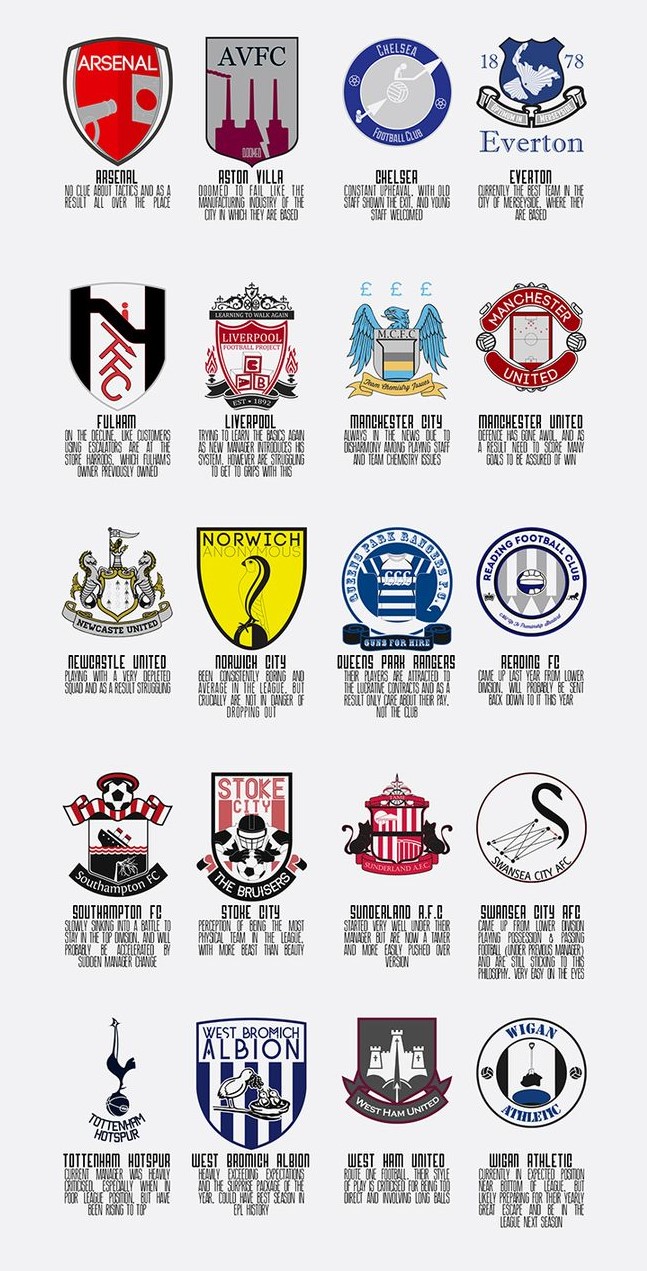 ARSENAL
ARSENAL
NO CLUE ABOUT TACTICS AND AS A
RESULT ALL OVER THE PLACE
AVFC
DOOMED
ASTON VILLA
DOOMED TO FAIL LIKE THE
MANUFACTURING INDUSTRY OF THE
CITY IN WHICH THEY ARE BASED
CHELSEA
FOOTBALL CLUB
CHELSEA
CONSTANT UPHEAVAL, WITH OLD
STAFF SHOWN THE EXIT, AND YOUNG
STAFF WELCOMED
18 78
OPTIMUM IN MERSEYSIDE
Everton
EVERTON
CURRENTLY THE BEST TEAM IN THE
CITY OF MERSEYSIDE, WHERE THEY
ARE BASED
FFC
FULHAM
ON THE DECLINE, LIKE CUSTOMERS
USING ESCALATORS ARE AT THE
STORE HARRODS, WHICH FULHAM'S
OWNER PREVIOUSLY OWNED
LEARNING TO WALK AGAIN
LIVERPOOL
FOOTBALL PROJECT
C
A B
EST • 1892
LIVERPOOL
TRYING TO LEARN THE BASICS AGAIN
AS NEW MANAGER INTRODUCES HIS
SYSTEM, HOWEVER ARE STRUGGLING
TO GET TO GRIPS WITH THIS
£ £ £
M.C.F.C
Team Chemistry Issues
MANCHESTER CITY
ALWAYS IN THE NEWS DUE TO
DISHARMONY AMONG PLAYING STAFF
AND TEAM CHEMISTRY ISSUES
MANCHESTER
UNITED
MANCHESTER UNITED
DEFENCE HAS GONE AWOL, AND AS
A RESULT NEED TO SCORE MANY
GOALS TO BE ASSURED OF WIN
NEWCASTE UNITED
NEWCASTLE UNITED
PLAYING WITH A VERY DEPLETED
SQUAD AND AS A RESULT STRUGGLING
NORWICH
ANONYMOUS
NORWICH CITY
BEEN CONSISTENTLY BORING AND
AVERAGE IN THE LEAGUE, BUT
CRUCIALLY ARE NOT IN DANGER OF
DROPPING OUT
QUEENS PARK RANGERS F.C.
£££
GUNS FOR HIRE
QUEENS PARK RANGERS
THEIR PLAYERS ARE ATTRACTED TO
THE LUCRATIVE CONTRACTS AND AS A
RESULT ONLY CARE ABOUT THEIR PAY,
NOT THE CLUB
READING FOOTBALL CLUB
READING FC
CAME UP LAST YEAR FROM LOWER
DIVISION, WILL PROBABLY BE SENT
BACK DOWN TO IT THIS YEAR
Southampton FC
SOUTHAMPTON FC
SLOWLY SINKING INTO A BATTLE TO
STAY IN THE TOP DIVISION, AND WILL
PROBABLY BE ACCELERATED BY
SUDDEN MANAGER CHANGE
STOKE
CITY
THE BRUISERS
STOKE CITY
PERCEPTION OF BEING THE MOST
PHYSICAL TEAM IN THE LEAGUE,
WITH MORE BEAST THAN BEAUTY
TAME
SUNDERLAND A.F.C.
SUNDERLAND A.F.C
STARTED VERY WELL UNDER THEIR
MANAGER BUT ARE NOW A TAMER
AND MORE EASILY PUSHED OVER
VERSION
SWANSEA CITY AFC
SWANSEA CITY AFC
CAME UP FROM LOWER DIVISION
PLAYING POSSESSION & PASSING
FOOTBALL (UNDER PREVIOUS MANAGER)
AND ARE STILL STICKING TO THIS
PHILOSOPHY. VERY EASY ON THE EYES
TOTTENHAM
HOTSPUR
TOTTENHAM HOTSPUR
CURRENT MANAGER WAS HEAVILY
CRITICISED, ESPECIALLY WHEN IN
POOR LEAGUE POSITION, BUT HAVE
BEEN RISING TO TOP
WEST BROMICH
ALBION
WEST BROMICH ALBION
HEAVILY EXCEEDING EXPECTATIONS
AND THE SURPRISE PACKAGE OF THE
YEAR. COULD HAVE BEST SEASON IN
EPL HISTORY
WEST HAM UNITED
WEST HAM UNITED
ROUTE ONE FOOTBALL. THEIR STYLE
OF PLAY IS CRITICISED FOR BEING TOO
DIRECT AND INVOLVING LONG BALLS
WIGAN
ATHLETIC
WIGAN ATHLETIC
CURRENTLY IN EXPECTED POSITION
NEAR BOTTOM OF LEAGUE, BUT
LIKELY PREPARING FOR THEIR YEARLY
GREAT ESCAPE AND BE IN THE
LEAGUE NEXT SEASON